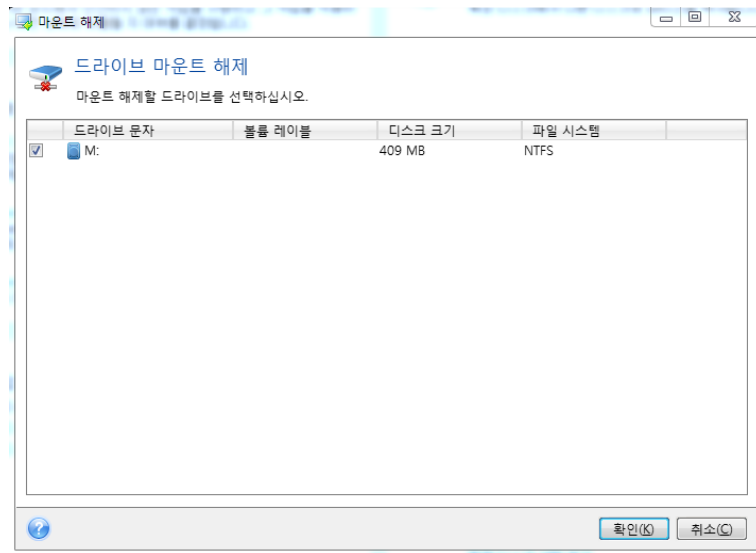 마운트 해제
드라이브 마운트 해제
마운트 해제할 드라이브를 선택하십시오.
드라이브 문자 볼륨 레이블 디스크 크기 파일 시스템
M: 409 MB NTFS
확인(K) 취소(C)